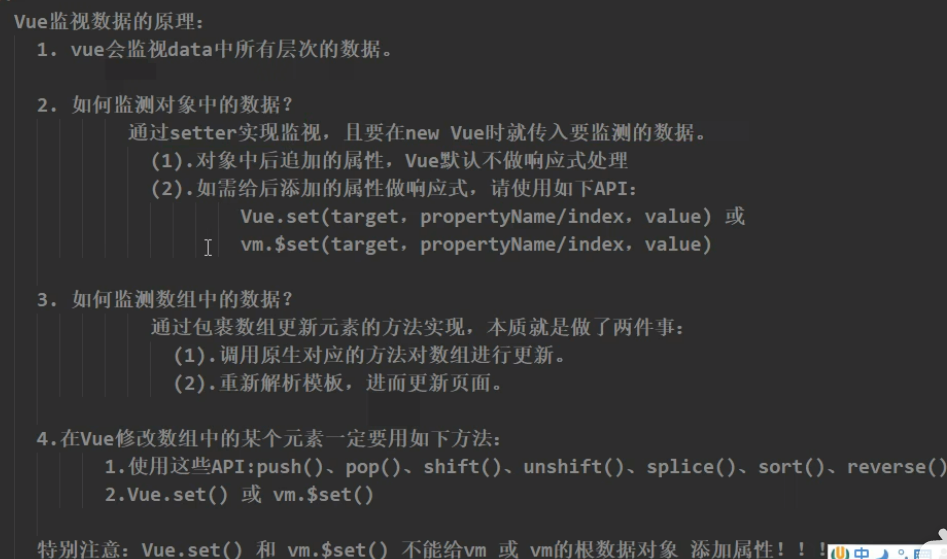 Vue监视数据的原理：
1. vue会监视data中所有层次的数据。
2. 如何监测对象中的数据？
通过setter实现监视，且要在new Vue时就传入要监测的数据。
(1).对象中后追加的属性，Vue默认不做响应式处理
(2).如需给后添加的属性做响应式，请使用如下API：
Vue.set(target，propertyName/index，value) 或
vm.$set(target，propertyName/index，value)
3. 如何监测数组中的数据？
通过包裹数组更新元素的方法实现，本质就是做了两件事：
(1).调用原生对应的方法对数组进行更新。
(2).重新解析模板，进而更新页面。
4.在Vue修改数组中的某个元素一定要用如下方法：
1.使用这些API:push()、pop()、shift()、unshift()、splice()、sort()、reverse()
2.Vue.set() 或 vm.$set()
特别注意：Vue.set() 和 vm.$set() 不能给vm 或 vm的根数据对象 添加属性！！！
中